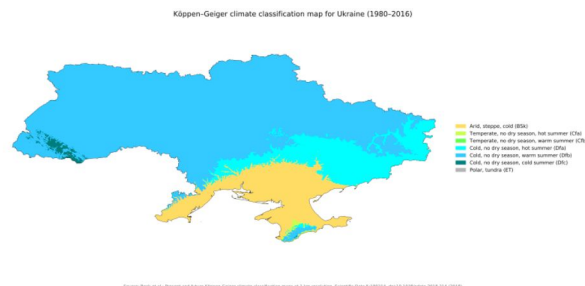 Köppen–Geiger climate classification map for Ukraine (1980–2016)
Arid, steppe, cold (BSk)
Temperate, no dry season, hot summer (Cfa)
Temperate, no dry season, warm summer (Cfb
Cold, no dry season, hot summer (Dfa)
Cold, no dry season, warm summer (Dfb)
Cold, no dry season, cold summer (Dfc)
Polar, tundra (ET)